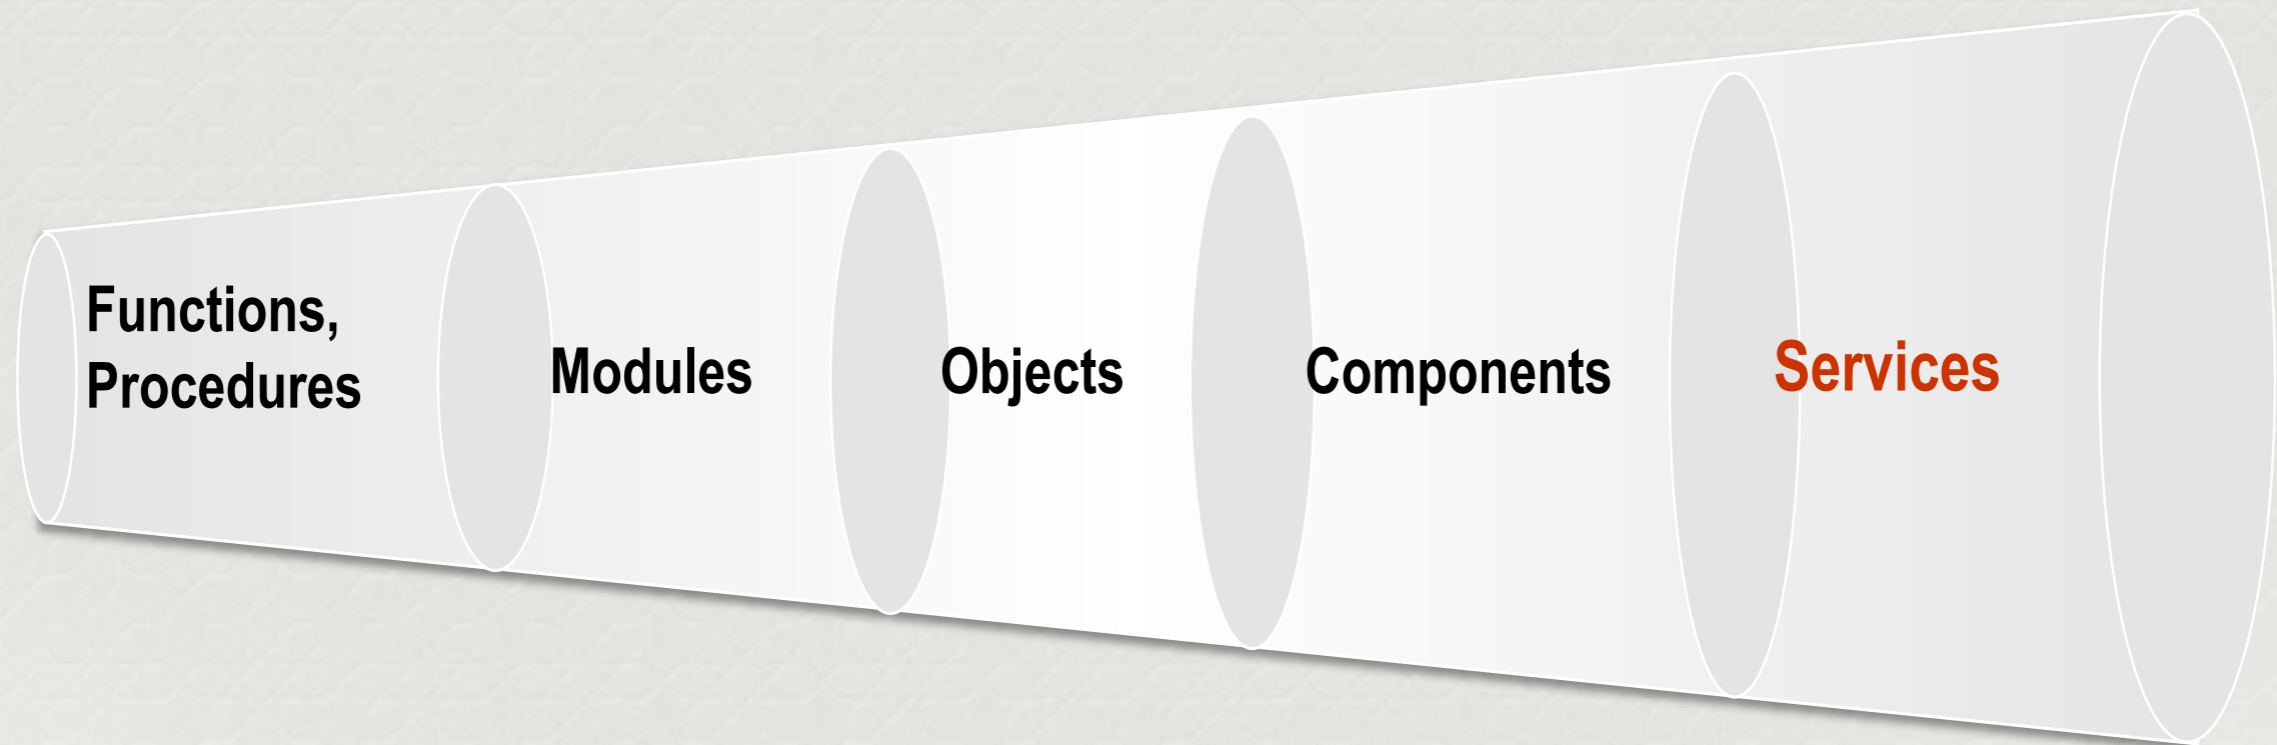 Functions,
Procedures
Modules
Objects
Components
Services